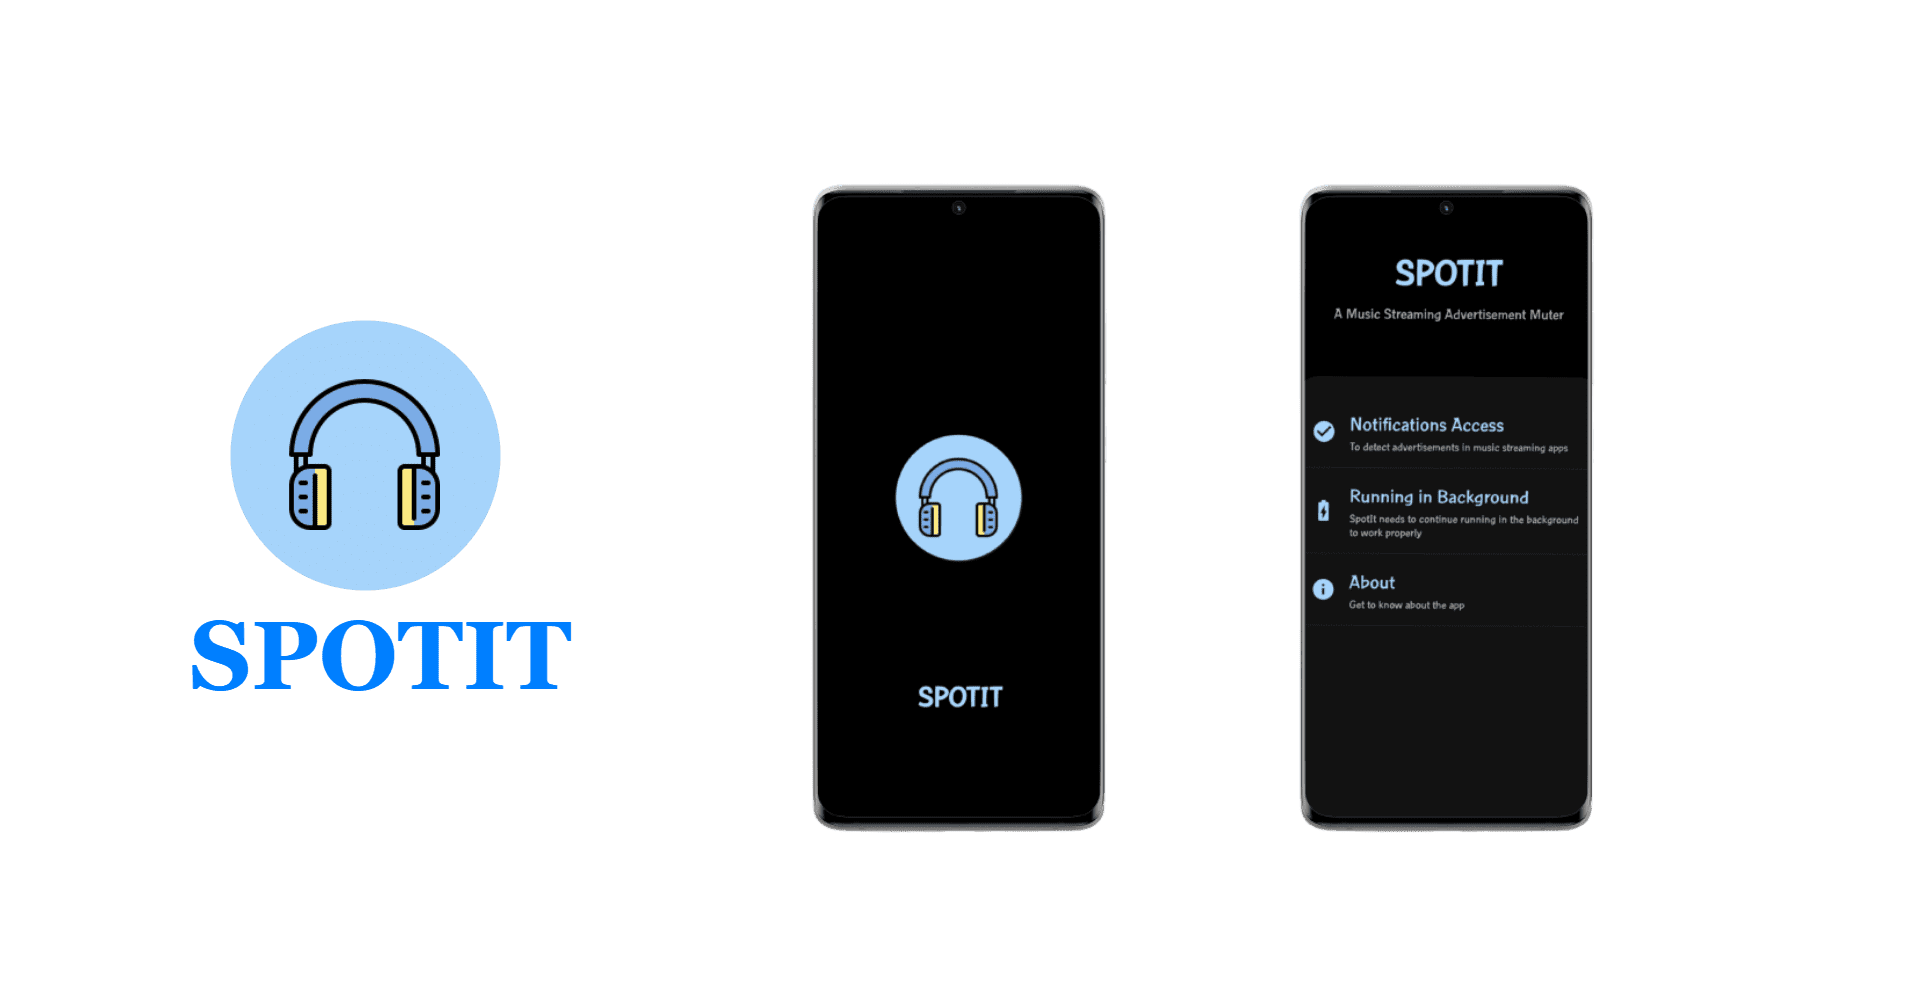 SPOTIT
SPOTIT
SPOTIT
A Music Streaming Advertisement Muter
Notifications Access
To detect advertisements in music streaming apps
Running in Background
SpotIt needs to continue running in the background
to work properly
About
Get to know about the app